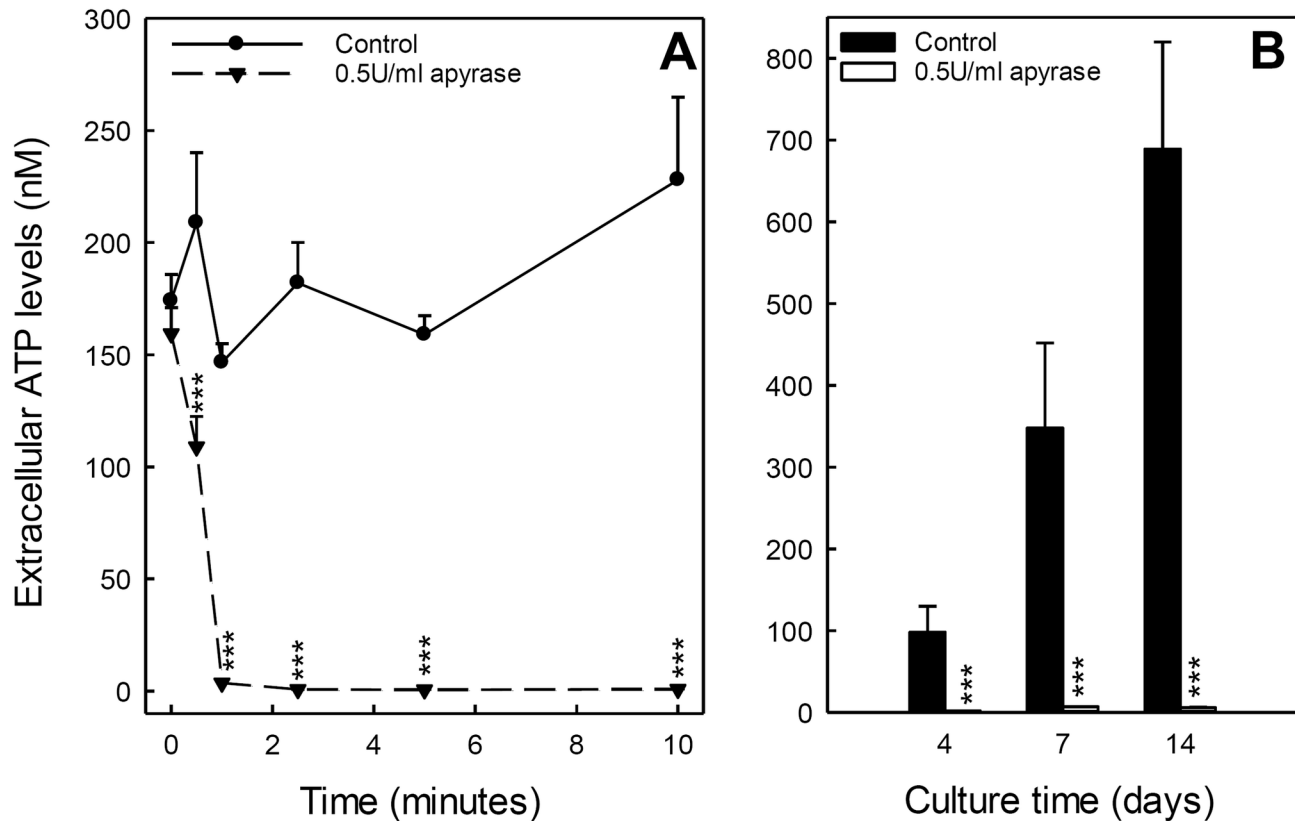 Extracellular ATP levels (nM)
A
Control
0.5U/ml apyrase
300
250
200
150
100
50
0
***
***
***
***
***
0 2 4 6 8 10
Time (minutes)
B
Control
0.5U/ml apyrase
800
700
600
500
400
300
200
100
0
***
***
***
4 7 14
Culture time (days)